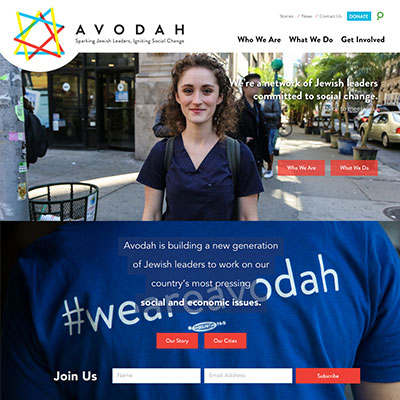 Stories / News / Contact Us DONATE
AVODAH
Sparking Jewish Leaders, Igniting Social Change
Who We Are What We Do Get Involved
We're a network of Jewish leaders
committed to social change.
Who We Are What We Do
Avodah is building a new generation
of Jewish leaders to work on our
country's most pressing
social and economic issues.
#weareavodah
Our Story Our Cities
Join Us Name Email Address Subscribe